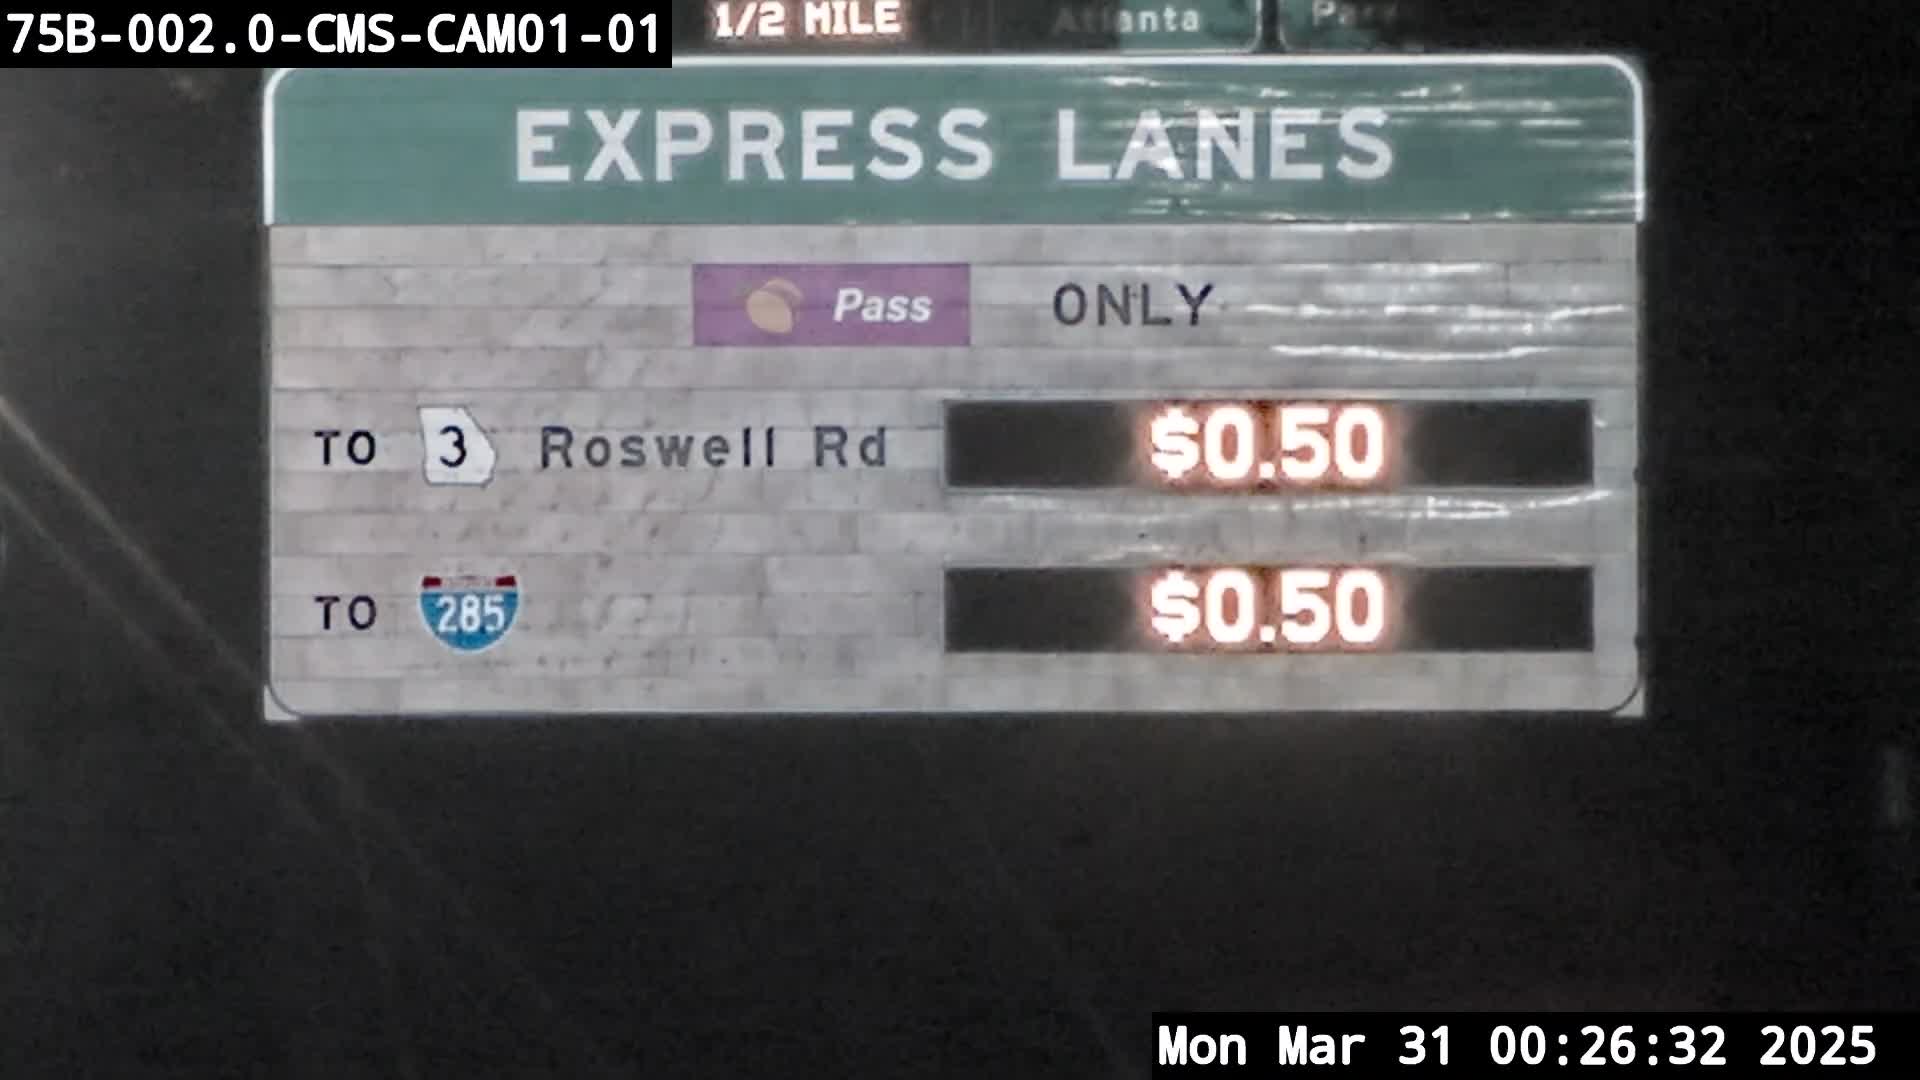 75B-002.0-CMS-CAM01-01
1/2 MILE
Atlanta
EXPRESS LANES
Pass ONLY
TO 3 Roswell Rd $0.50
TO 285 $0.50
Mon Mar 31 00:26:32 2025